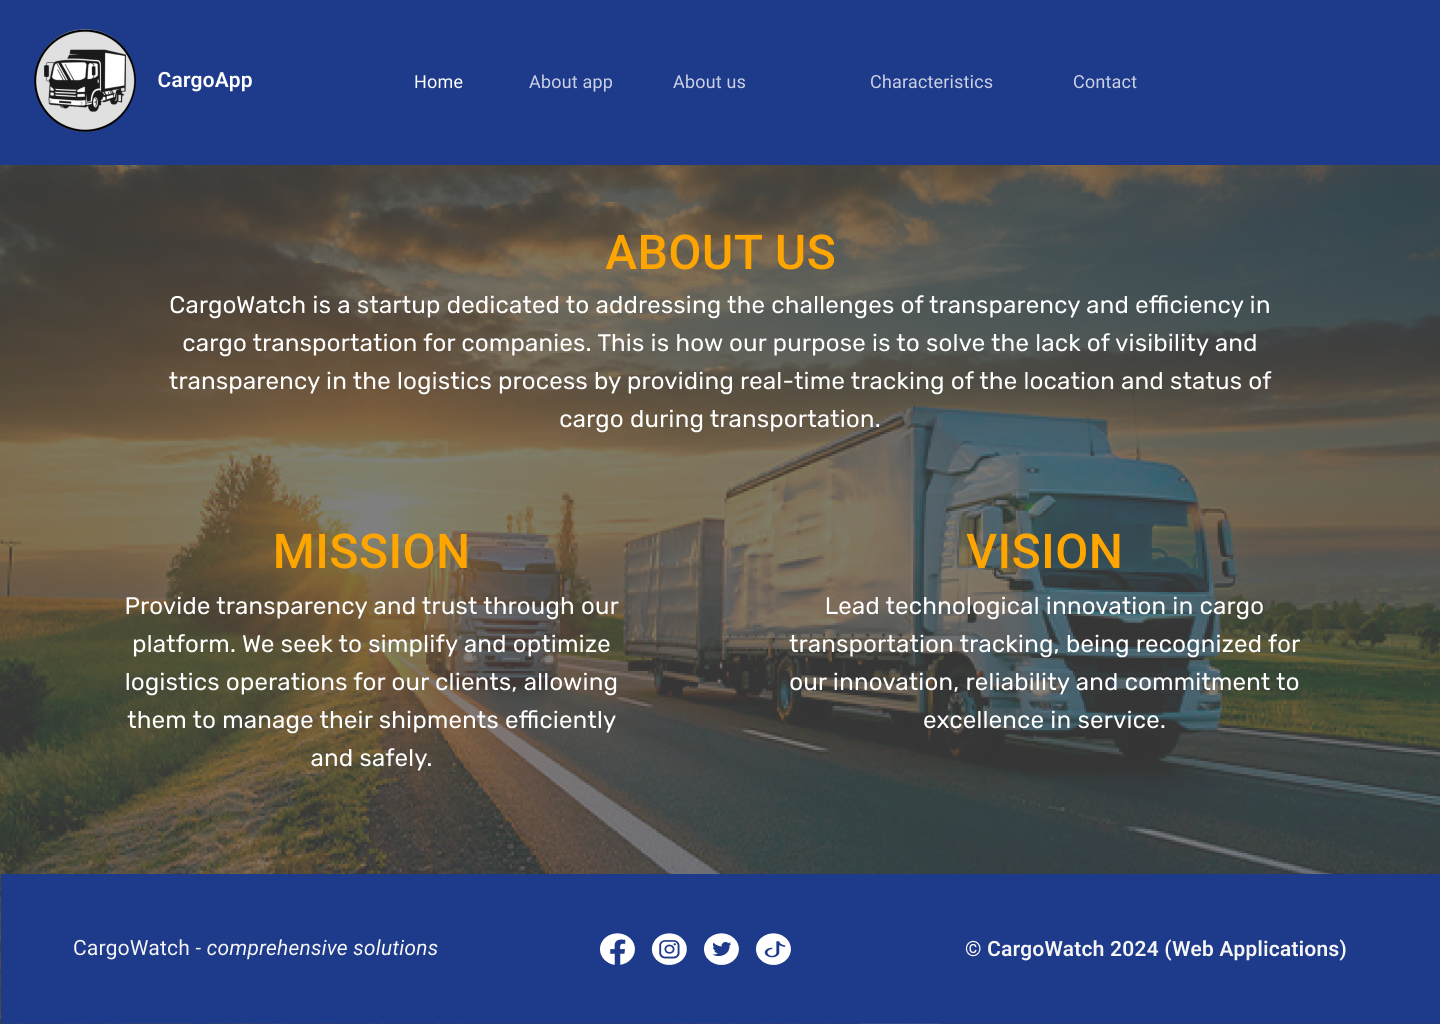 CargoApp
Home
About app
About us
Characteristics
Contact
ABOUT US
CargoWatch is a startup dedicated to addressing the challenges of transparency and efficiency in
cargo transportation for companies. This is how our purpose is to solve the lack of visibility and
transparency in the logistics process by providing real-time tracking of the location and status of
cargo during transportation.
MISSION
Provide transparency and trust through our
platform. We seek to simplify and optimize
logistics operations for our clients, allowing
them to manage their shipments efficiently
and safely.
VISION
Lead technological innovation in cargo
transportation tracking, being recognized for
our innovation, reliability and commitment to
excellence in service.
CargoWatch - comprehensive solutions
© CargoWatch 2024 (Web Applications)